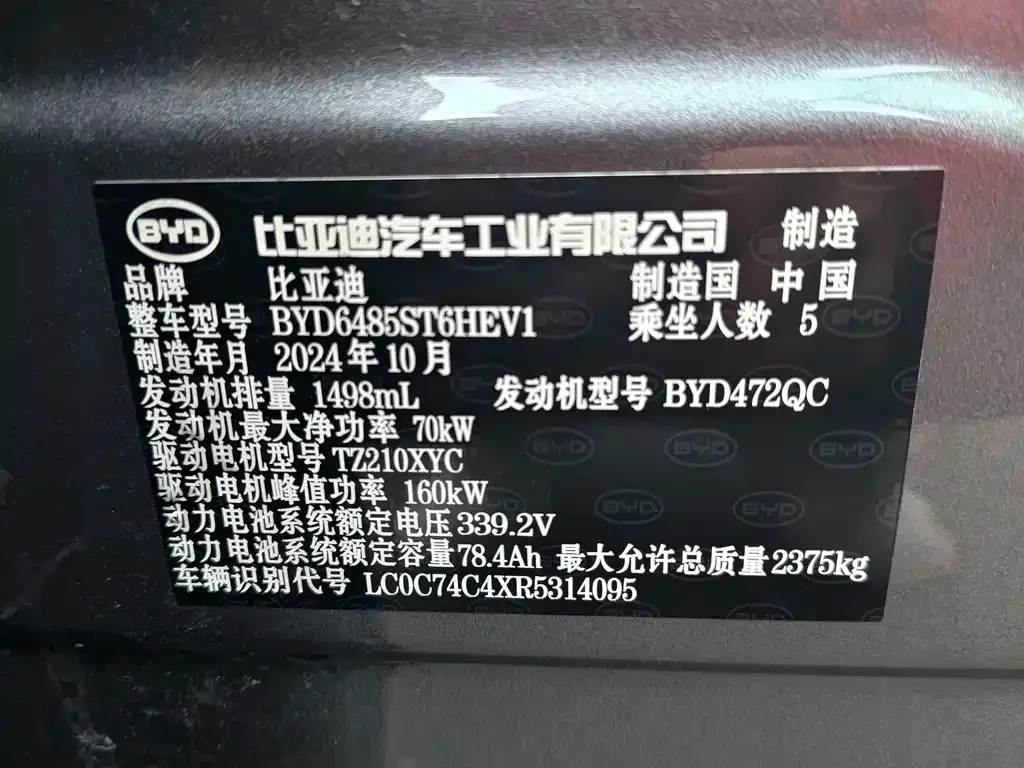 BYD 比亚迪汽车工业有限公司 制造
品牌 比亚迪 制造国 中国
整车型号 BYD6485ST6HEV1 乘坐人数 5
制造年月 2024年10月
发动机排量 1498mL 发动机型号 BYD472QC
发动机最大净功率 70kW
驱动电机型号 TZ210XYC
驱动电机峰值功率 160kW
动力电池系统额定电压 339.2V
动力电池系统额定容量 78.4Ah 最大允许总质量 2375kg
车辆识别代号 LC0C74C4XR5314095